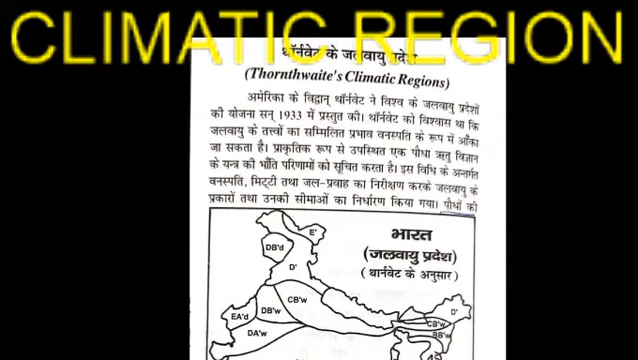 CLIMATIC REGION
थॉर्नवेट के जलवायु प्रदेश
(Thornthwaite's Climatic Regions)
अमेरिका के विद्वान् थॉर्नवेट ने विश्व के जलवायु प्रदेशों
की योजना सन् 1933 में प्रस्तुत की। थॉर्नवेट को विश्वास था कि
जलवायु के तत्त्वों का सम्मिलित प्रभाव वनस्पति के रूप में आँका
जा सकता है। प्राकृतिक रूप से उपस्थित एक पौधा ऋतु विज्ञान
के यन्त्र की भाँति परिणामों को सूचित करता है। इस विधि के अन्तर्गत
वनस्पति, मिट्टी तथा जल-प्रवाह का निरीक्षण करके जलवायु के
प्रकारों तथा उनकी सीमाओं का निर्धारण किया गया। पौधों की
भारत
(जलवायु प्रदेश)
(थार्नवेट के अनुसार)
E'
DB'd
D'
CB'w
DB'w
EA'd
DA'w
D'
CB'w
BB'w